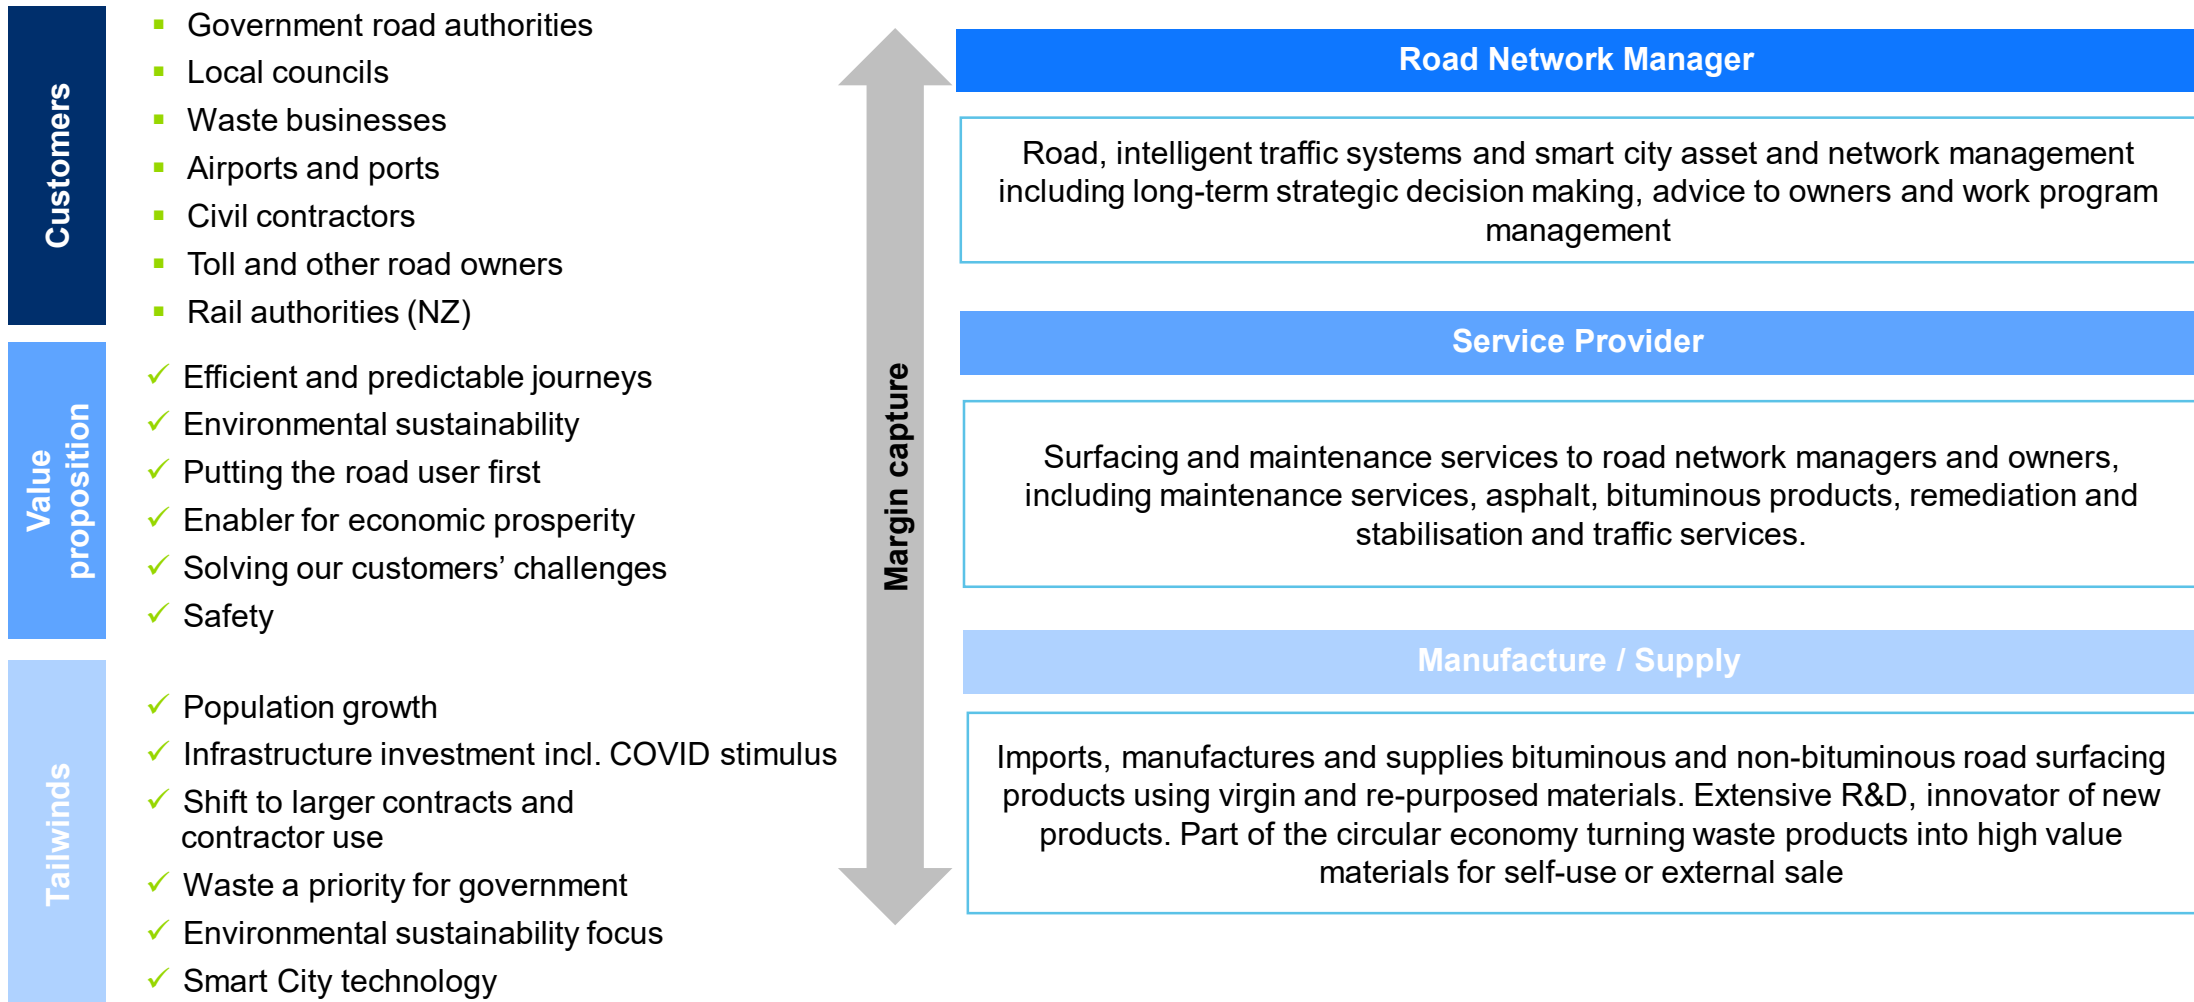 Customers
Government road authorities
Local councils
Waste businesses
Airports and ports
Civil contractors
Toll and other road owners
Rail authorities (NZ)
Value
proposition
Efficient and predictable journeys
Environmental sustainability
Putting the road user first
Enabler for economic prosperity
Solving our customers’ challenges
Safety
Tailwinds
Population growth
Infrastructure investment incl. COVID stimulus
Shift to larger contracts and
contractor use
Waste a priority for government
Environmental sustainability focus
Smart City technology
Margin capture
Road Network Manager
Road, intelligent traffic systems and smart city asset and network management
including long-term strategic decision making, advice to owners and work program
management
Service Provider
Surfacing and maintenance services to road network managers and owners,
including maintenance services, asphalt, bituminous products, remediation and
stabilisation and traffic services.
Manufacture / Supply
Imports, manufactures and supplies bituminous and non-bituminous road surfacing
products using virgin and re-purposed materials. Extensive R&D, innovator of new
products. Part of the circular economy turning waste products into high value
materials for self-use or external sale